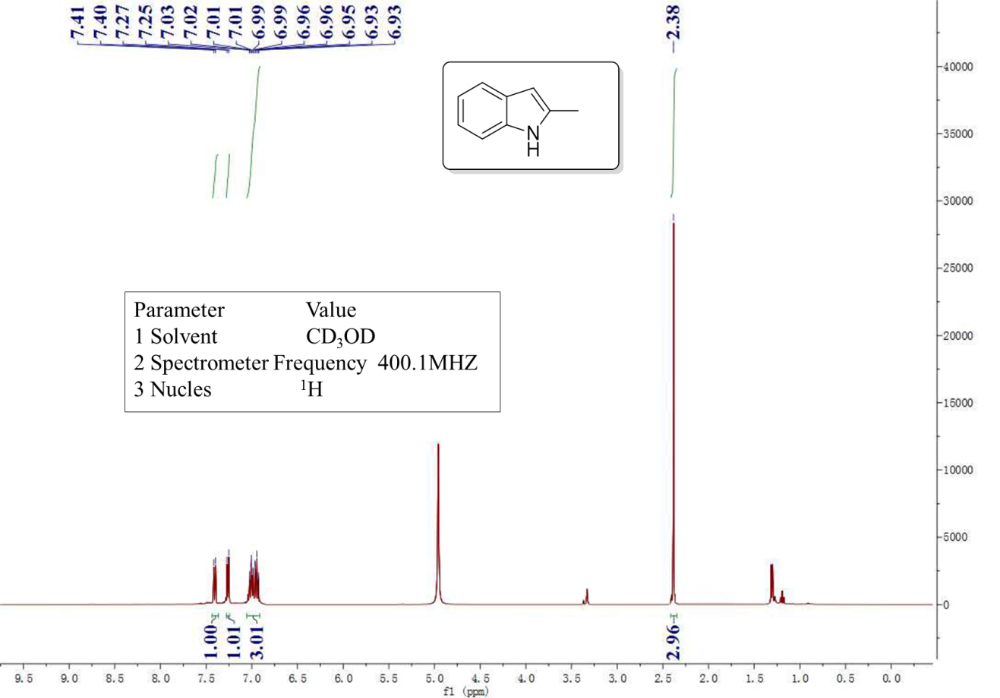 7.41 7.40 7.27 7.25 7.03 7.02 7.01 7.01 6.99 6.99 6.96 6.96 6.95 6.93 6.93
2.38
40000
35000
30000
25000
20000
15000
10000
5000
0
N
H
Parameter Value
1 Solvent CD₃OD
2 Spectrometer Frequency 400.1MHZ
3 Nucles ¹H
1.00 1.01 3.01 2.96
9.5 9.0 8.5 8.0 7.5 7.0 6.5 6.0 5.5 5.0 4.5 4.0 3.5 3.0 2.5 2.0 1.5 1.0 0.5 0.0
f1 (ppm)